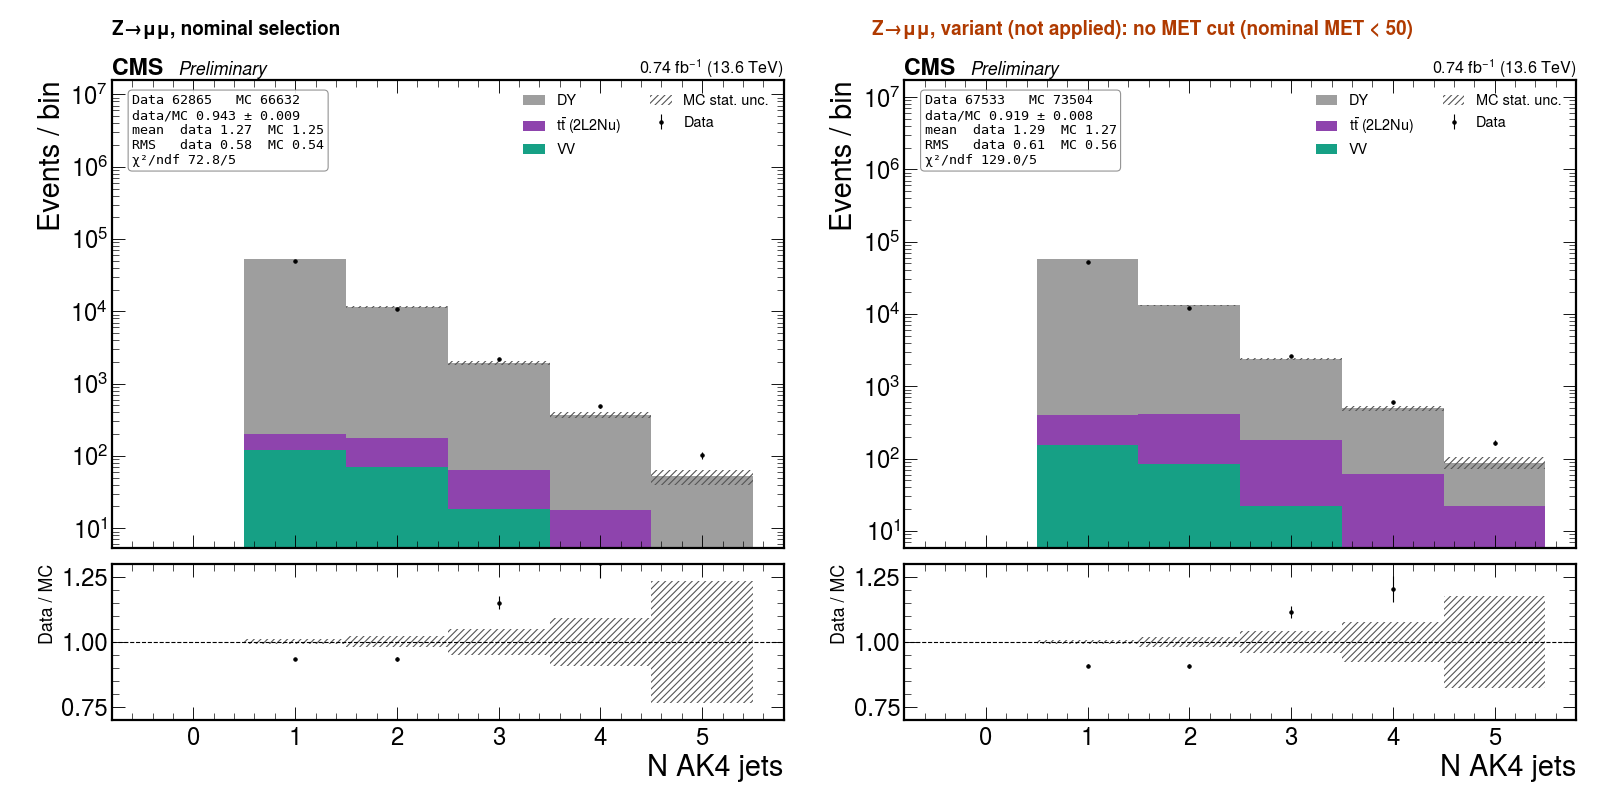 Z→μμ, nominal selection
CMS Preliminary
0.74 fb⁻¹ (13.6 TeV)
Events / bin
Data 62865 MC 66632
data/MC 0.943 ± 0.009
mean data 1.27 MC 1.25
RMS data 0.58 MC 0.54
χ²/ndf 72.8/5
DY
tt̄ (2L2Nu)
VV
MC stat. unc.
Data
10⁷
10⁶
10⁵
10⁴
10³
10²
10¹
Data / MC
1.25
1.00
0.75
0 1 2 3 4 5
N AK4 jets
Z→μμ, variant (not applied): no MET cut (nominal MET < 50)
CMS Preliminary
0.74 fb⁻¹ (13.6 TeV)
Events / bin
Data 67533 MC 73504
data/MC 0.919 ± 0.008
mean data 1.29 MC 1.27
RMS data 0.61 MC 0.56
χ²/ndf 129.0/5
DY
tt̄ (2L2Nu)
VV
MC stat. unc.
Data
10⁷
10⁶
10⁵
10⁴
10³
10²
10¹
Data / MC
1.25
1.00
0.75
0 1 2 3 4 5
N AK4 jets